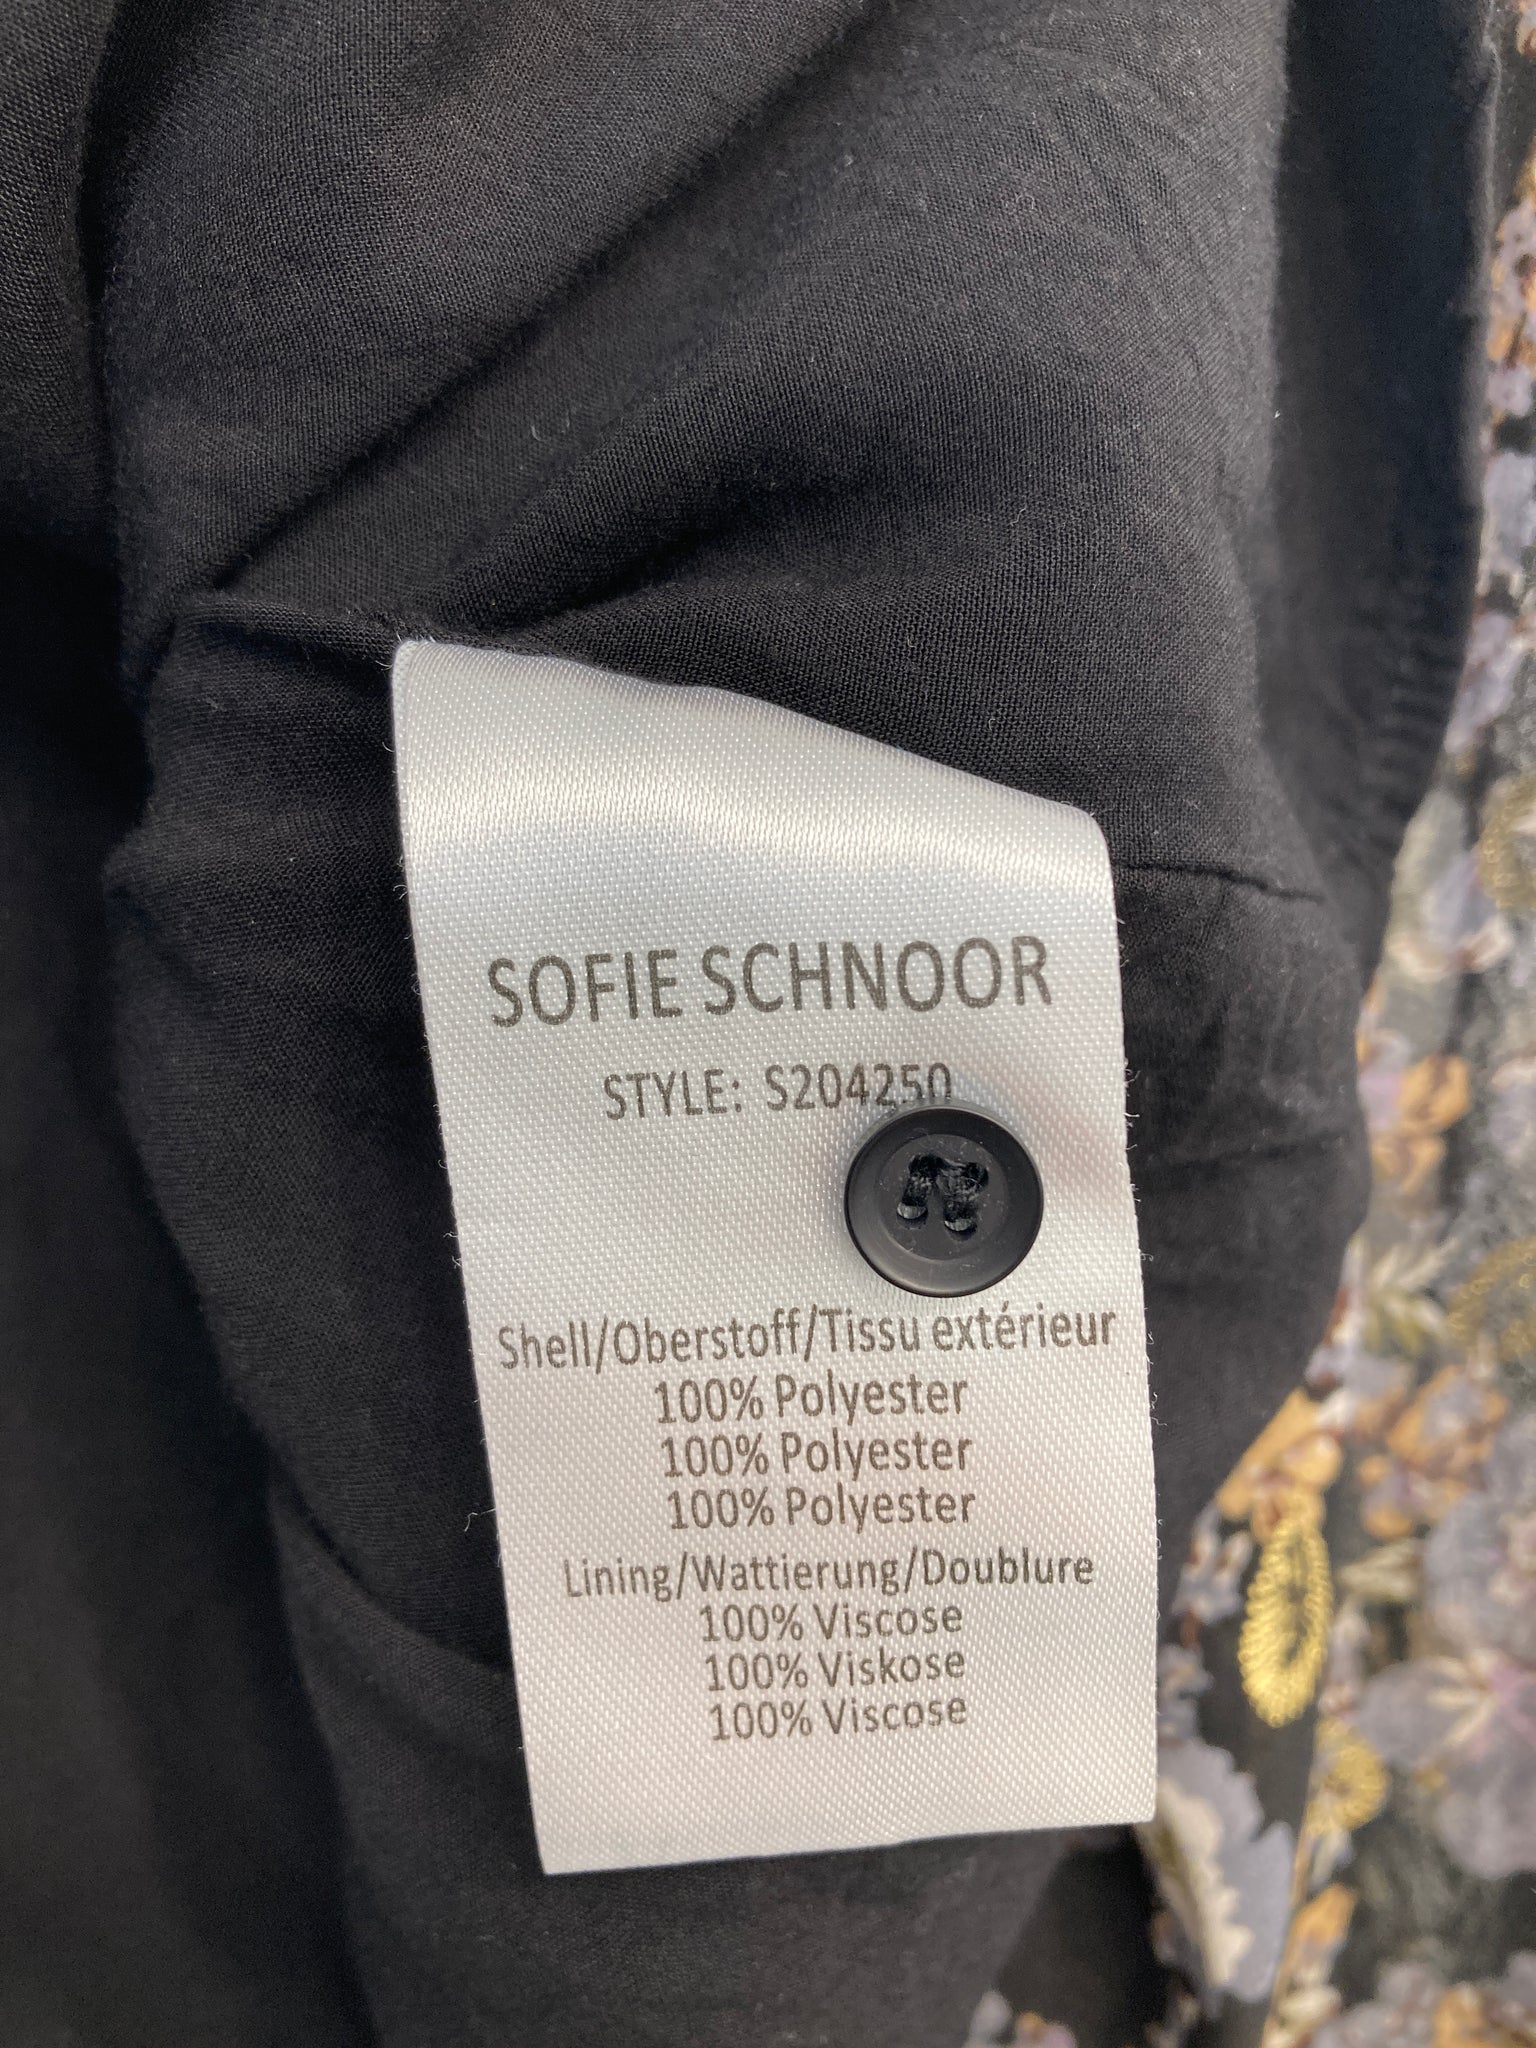 SOFIE SCHNOOR
STYLE: S204250
Shell/Oberstoff/Tissu extérieur
100% Polyester
100% Polyester
100% Polyester
Lining/Wattierung/Doublure
100% Viscose
100% Viskose
100% Viscose